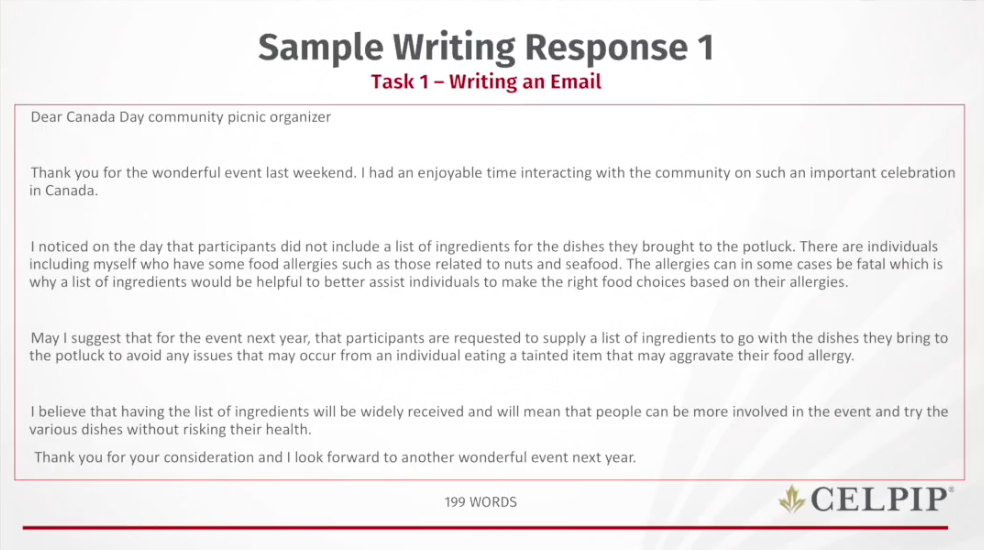 Sample Writing Response 1
Task 1 – Writing an Email
Dear Canada Day community picnic organizer
Thank you for the wonderful event last weekend. I had an enjoyable time interacting with the community on such an important celebration
in Canada.
I noticed on the day that participants did not include a list of ingredients for the dishes they brought to the potluck. There are individuals
including myself who have some food allergies such as those related to nuts and seafood. The allergies can in some cases be fatal which is
why a list of ingredients would be helpful to better assist individuals to make the right food choices based on their allergies.
May I suggest that for the event next year, that participants are requested to supply a list of ingredients to go with the dishes they bring to
the potluck to avoid any issues that may occur from an individual eating a tainted item that may aggravate their food allergy.
I believe that having the list of ingredients will be widely received and will mean that people can be more involved in the event and try the
various dishes without risking their health.
Thank you for your consideration and I look forward to another wonderful event next year.
199 WORDS
CELPIP®